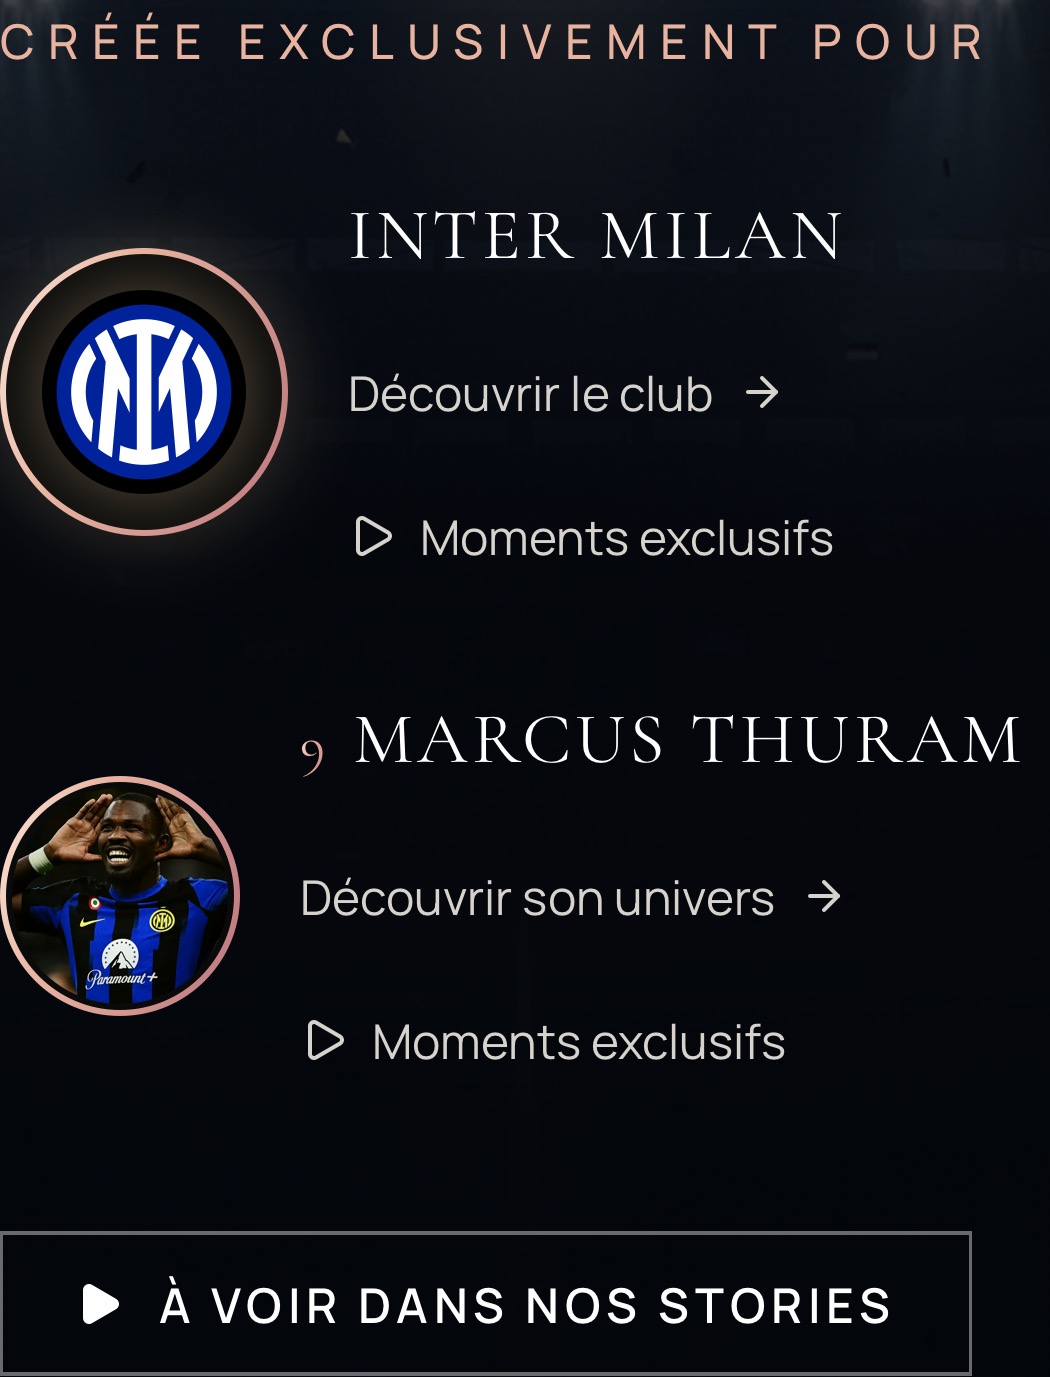 CRÉÉE EXCLUSIVEMENT POUR
INTER MILAN
Découvrir le club →
Moments exclusifs
9 MARCUS THURAM
Découvrir son univers →
Moments exclusifs
Paramount+
À VOIR DANS NOS STORIES